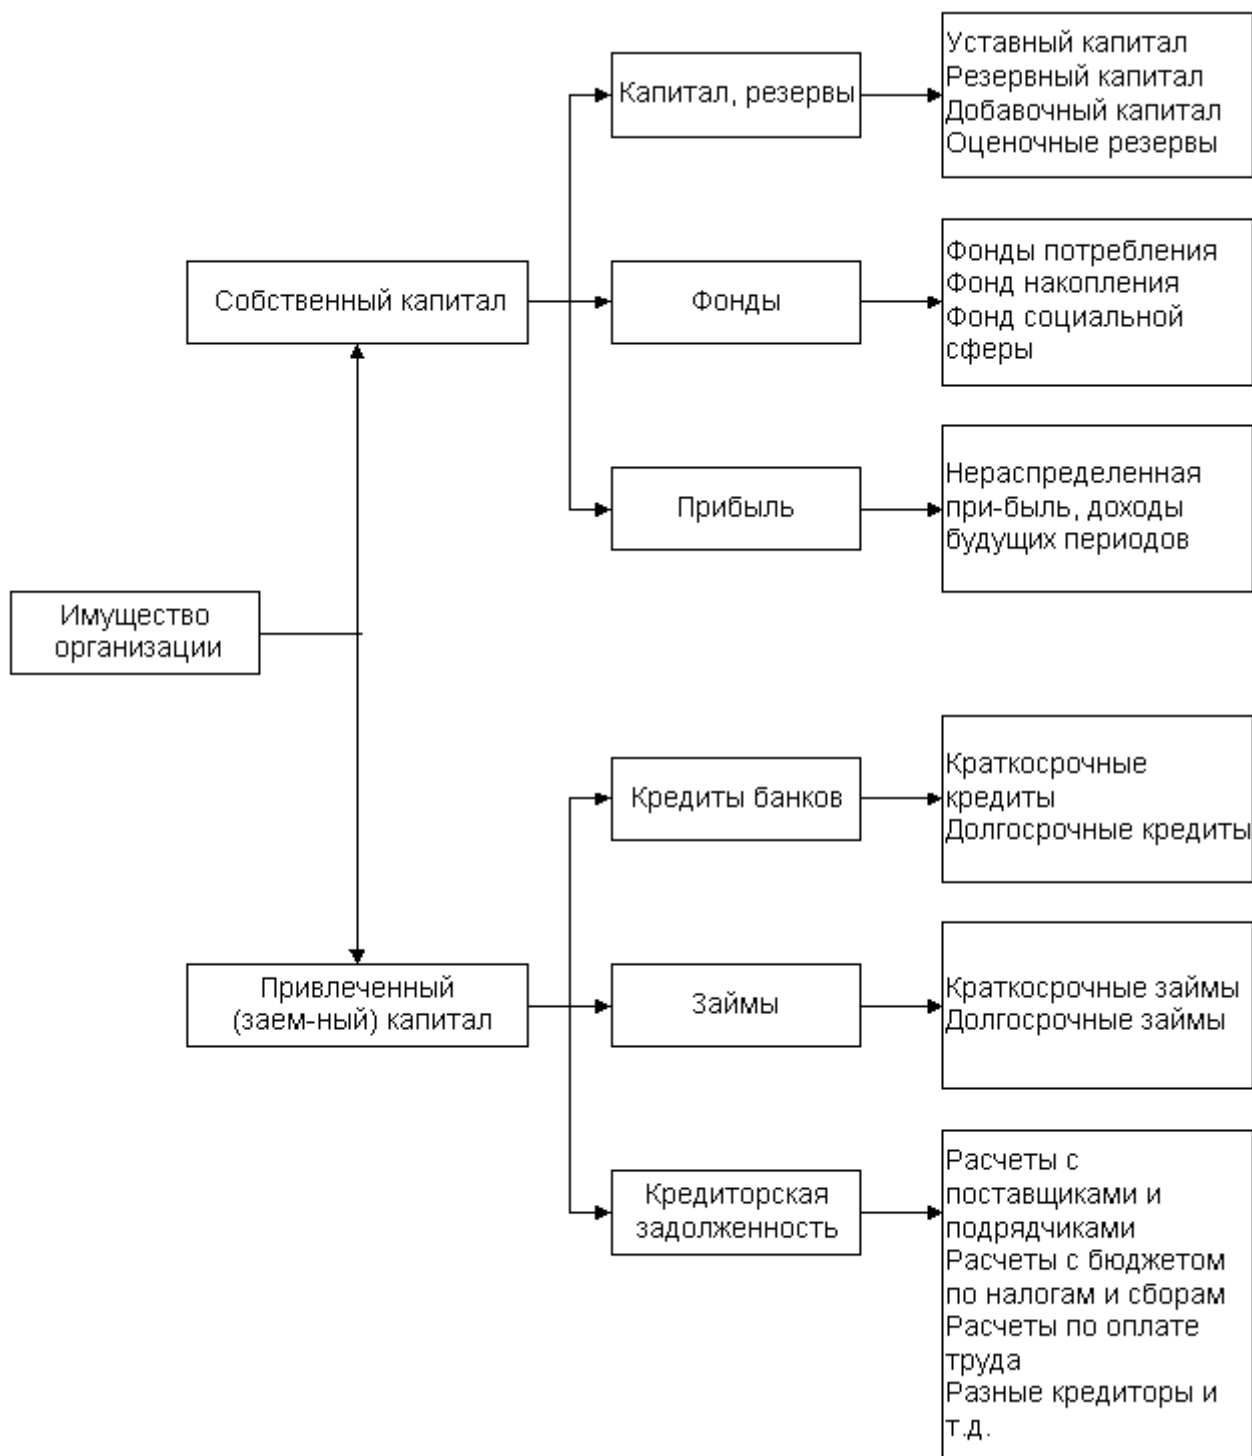 Уставный капитал
Резервный капитал
Добавочный капитал
Оценочные резервы
Капитал, резервы
Фонды потребления
Фонд накопления
Фонд социальной
сферы
Собственный капитал
Фонды
Нераспределенная
при-быль, доходы
будущих периодов
Прибыль
Имущество
организации
Краткосрочные
кредиты
Долгосрочные кредиты
Кредиты банков
Привлеченный
(заем-ный) капитал
Займы
Краткосрочные займы
Долгосрочные займы
Кредиторская
задолженность
Расчеты с
поставщиками и
подрядчиками
Расчеты с бюджетом
по налогам и сборам
Расчеты по оплате
труда
Разные кредиторы и
т.д.